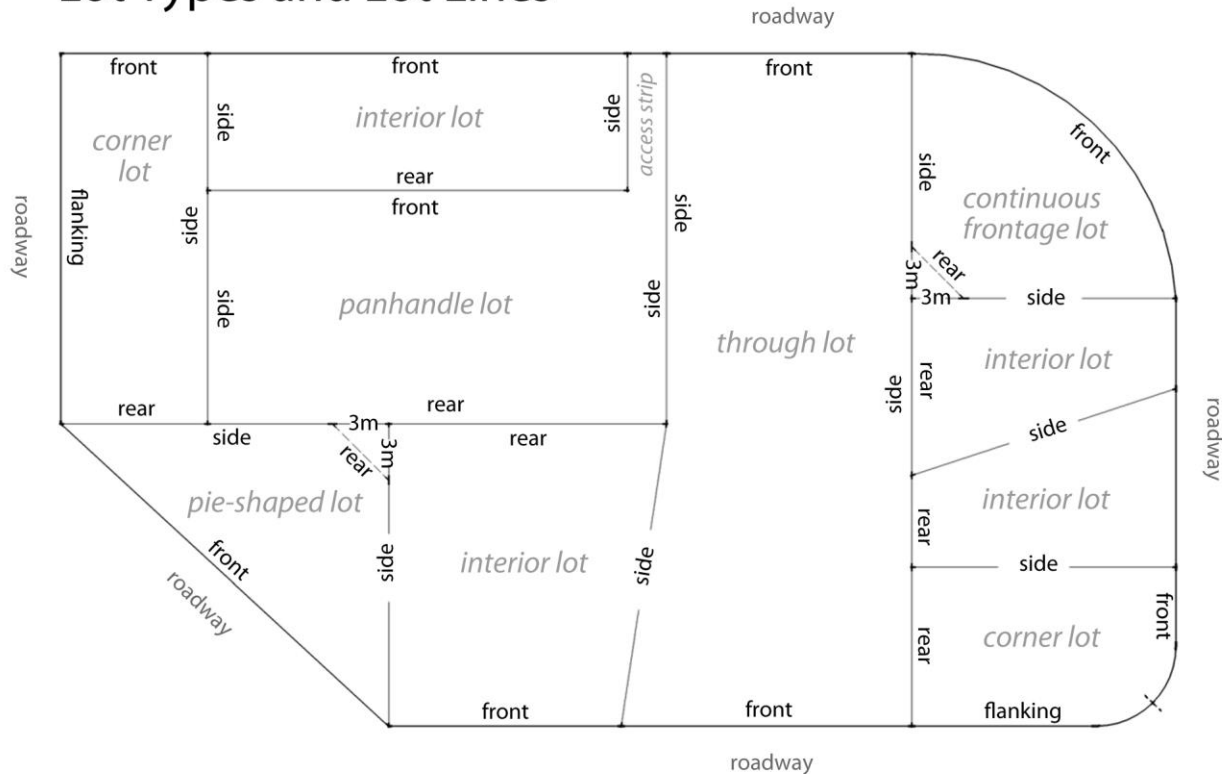 Lot Types and Lot Lines
roadway
front
front
front
front
corner
lot
side
interior lot
side
access strip
side
continuous
frontage lot
roadway
flanking
rear
front
side
side
side
panhandle lot
side
3m
rear
3m
side
through lot
interior lot
rear
side
side
roadway
rear
3m
rear
side
rear
3m
rear
pie-shaped lot
interior lot
rear
front
roadway
side
interior lot
side
side
front
rear
corner lot
front
front
flanking
roadway